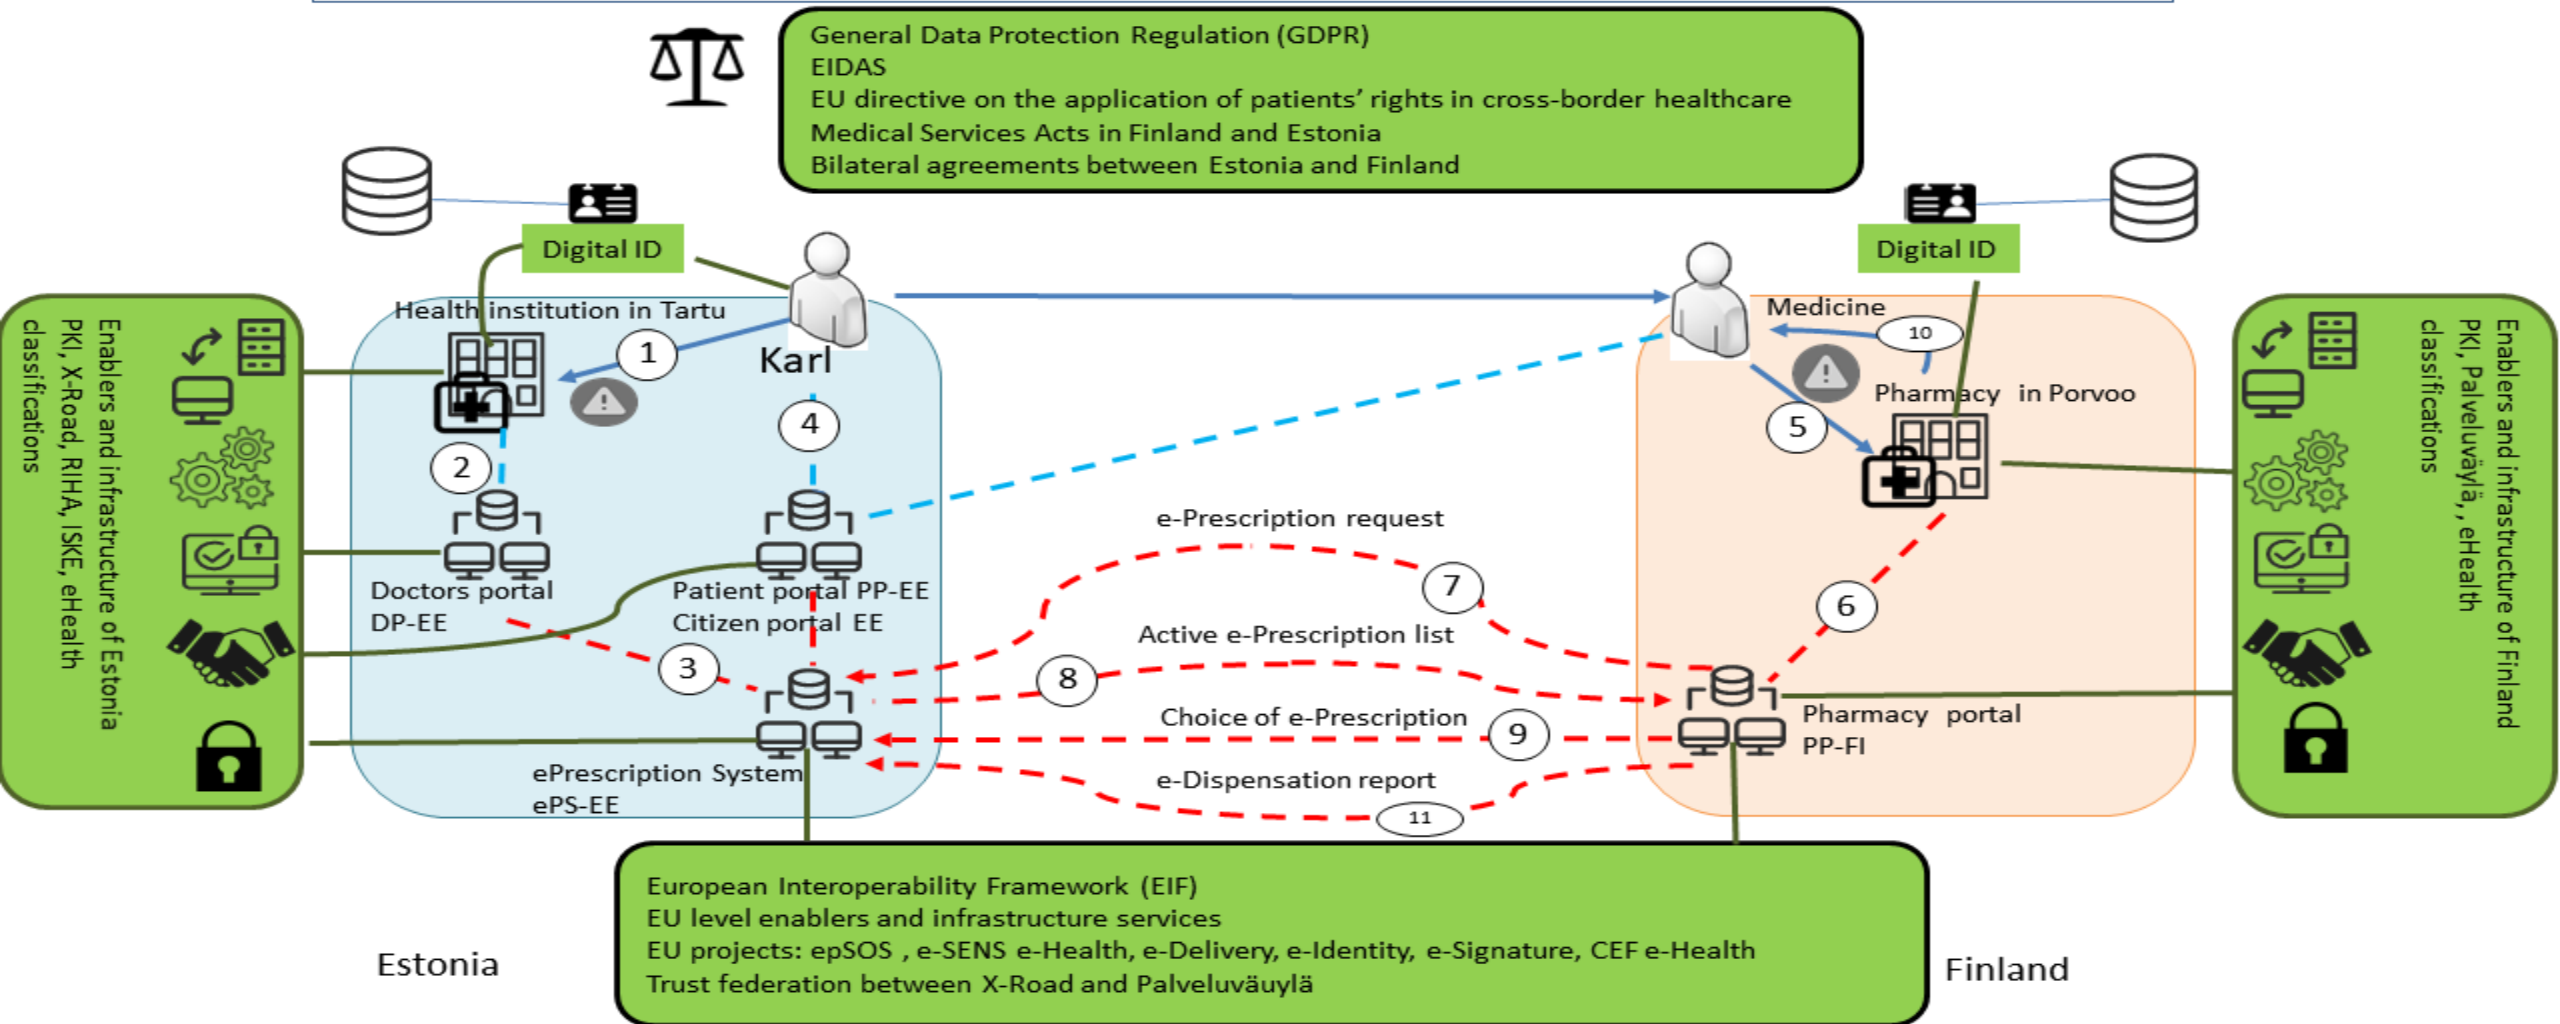 General Data Protection Regulation (GDPR)
EIDAS
EU directive on the application of patients’ rights in cross-border healthcare
Medical Services Acts in Finland and Estonia
Bilateral agreements between Estonia and Finland
Digital ID
Digital ID
Enablers and infrastructure of Estonia
PKI, X-Road, RIHA, ISKE, eHealth
classifications
Health institution in Tartu
1
Karl
4
2
Doctors portal
DP-EE
Patient portal PP-EE
Citizen portal EE
3
ePrescription System
ePS-EE
e-Prescription request
7
Active e-Prescription list
8
Choice of e-Prescription
9
e-Dispensation report
11
Medicine
10
Pharmacy in Porvoo
5
6
Pharmacy portal
PP-FI
Enablers and infrastructure of Finland
PKI, Palveluväylä, , eHealth
classifications
European Interoperability Framework (EIF)
EU level enablers and infrastructure services
EU projects: epSOS , e-SENS e-Health, e-Delivery, e-Identity, e-Signature, CEF e-Health
Trust federation between X-Road and Palveluväuylä
Estonia
Finland